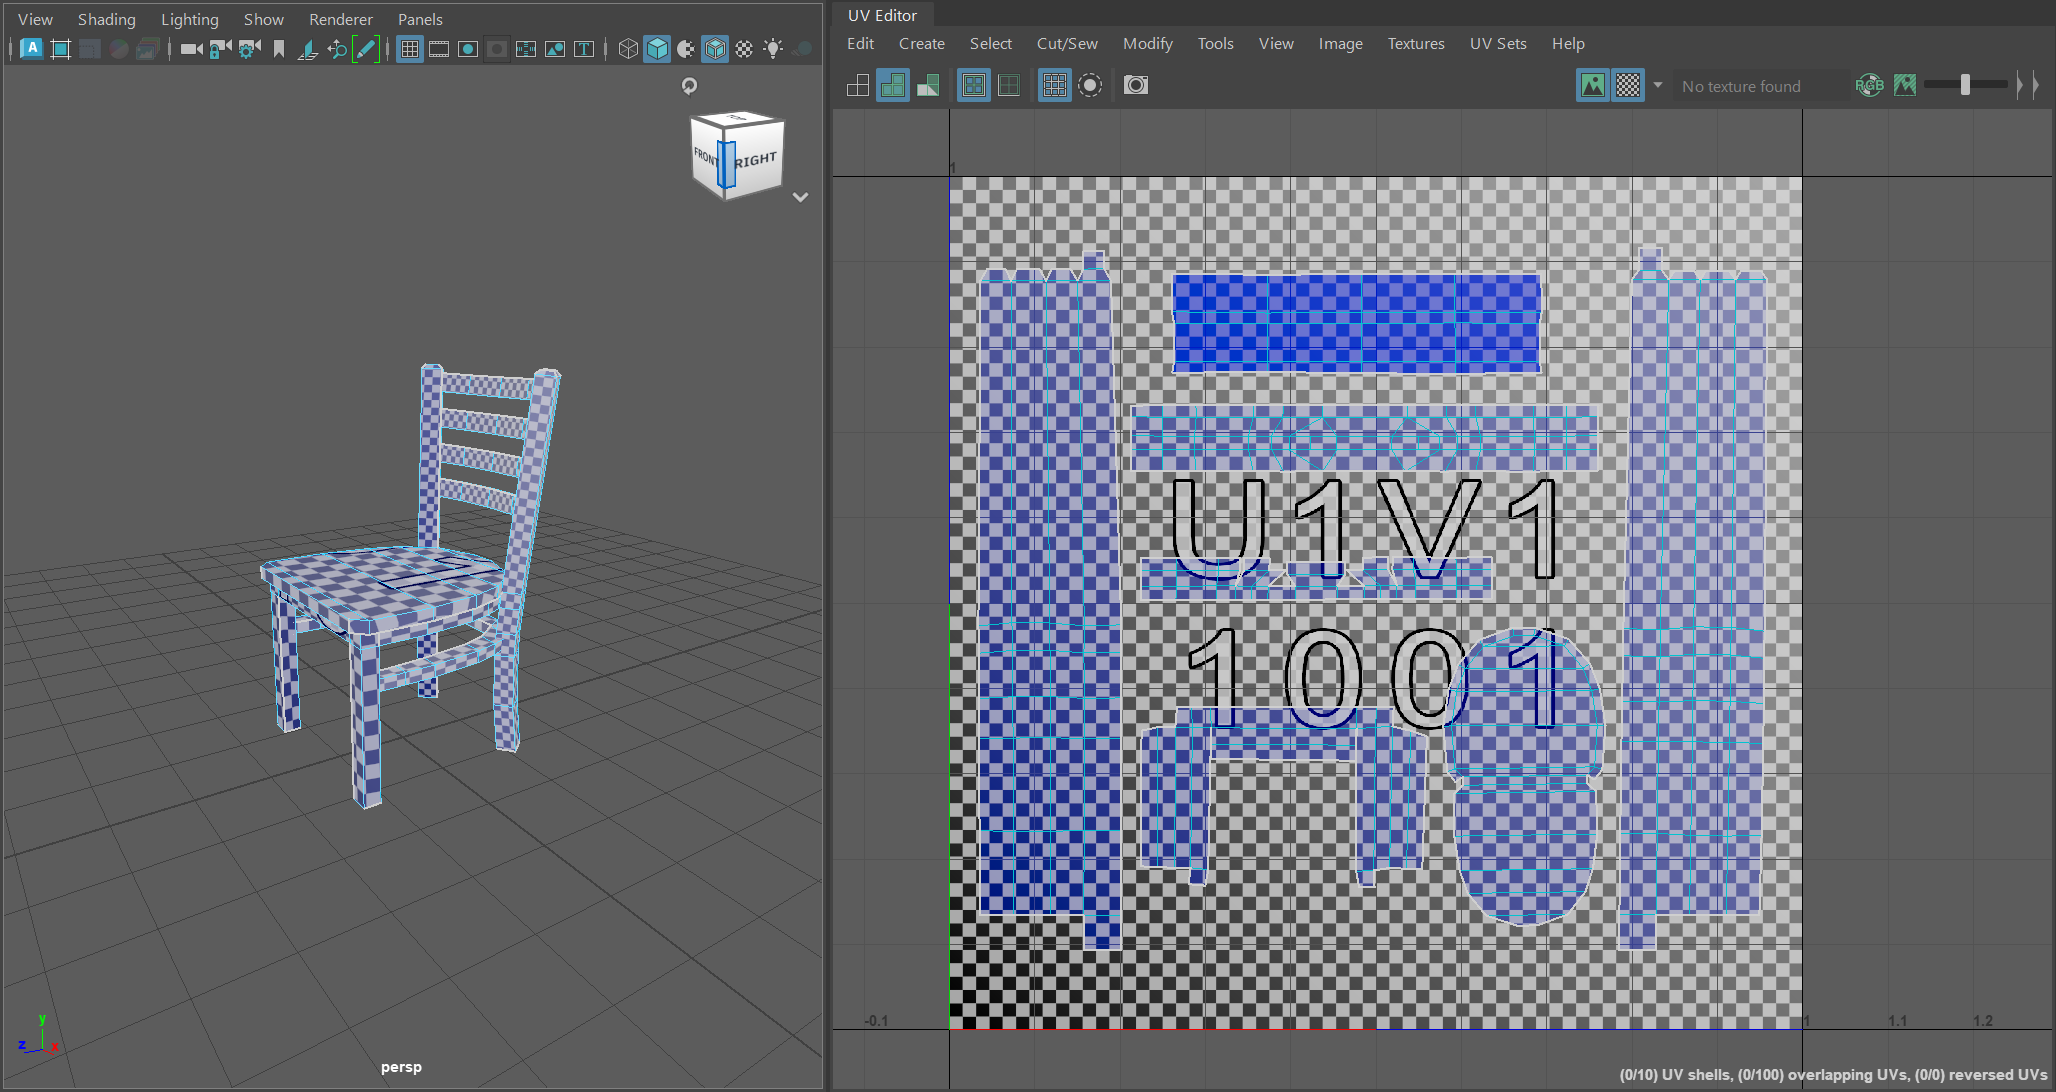 View Shading Lighting Show Renderer Panels
A
T
TOP
FRONT
RIGHT
y
z
x
persp
UV Editor
Edit Create Select Cut/Sew Modify Tools View Image Textures UV Sets Help
No texture found
RGB
1
U1V1
1001
-0.1
1 1.1 1.2
(0/10) UV shells, (0/100) overlapping UVs, (0/0) reversed UVs